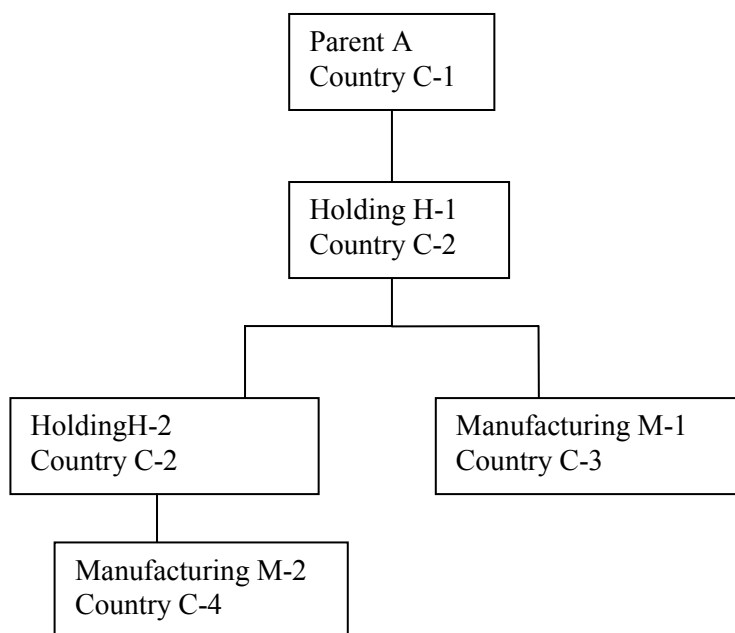 Parent A
Country C-1
Holding H-1
Country C-2
HoldingH-2
Country C-2
Manufacturing M-1
Country C-3
Manufacturing M-2
Country C-4